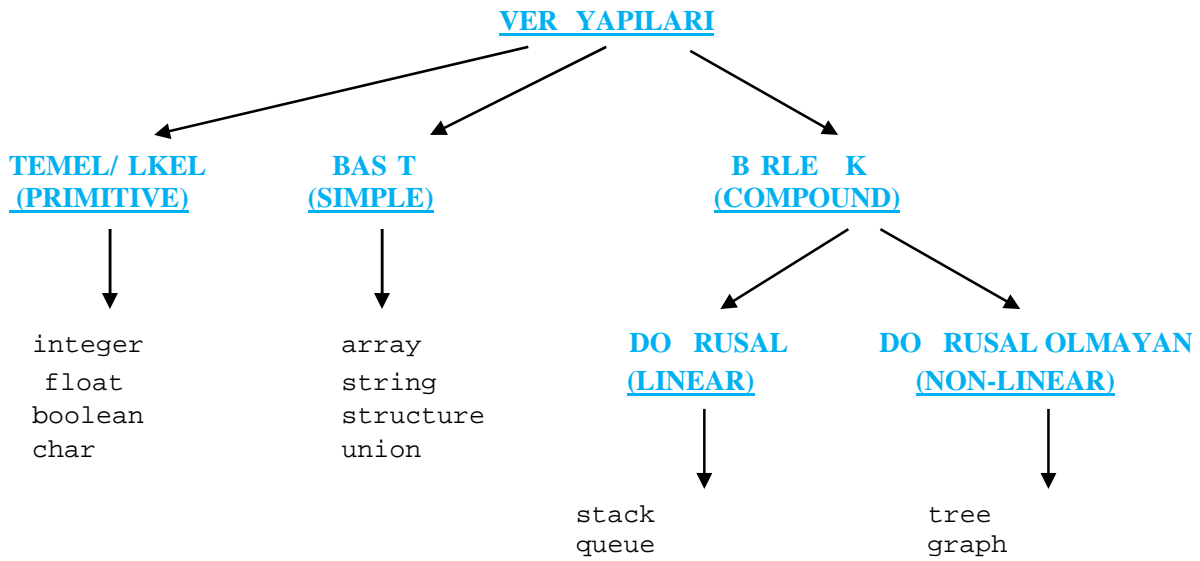 VER YAPILARI
TEMEL/ LKEL
(PRIMITIVE)
BAS T
(SIMPLE)
B RLE K
(COMPOUND)
integer
float
boolean
char
array
string
structure
union
DO RUSAL
(LINEAR)
DO RUSAL OLMAYAN
(NON-LINEAR)
stack
queue
tree
graph